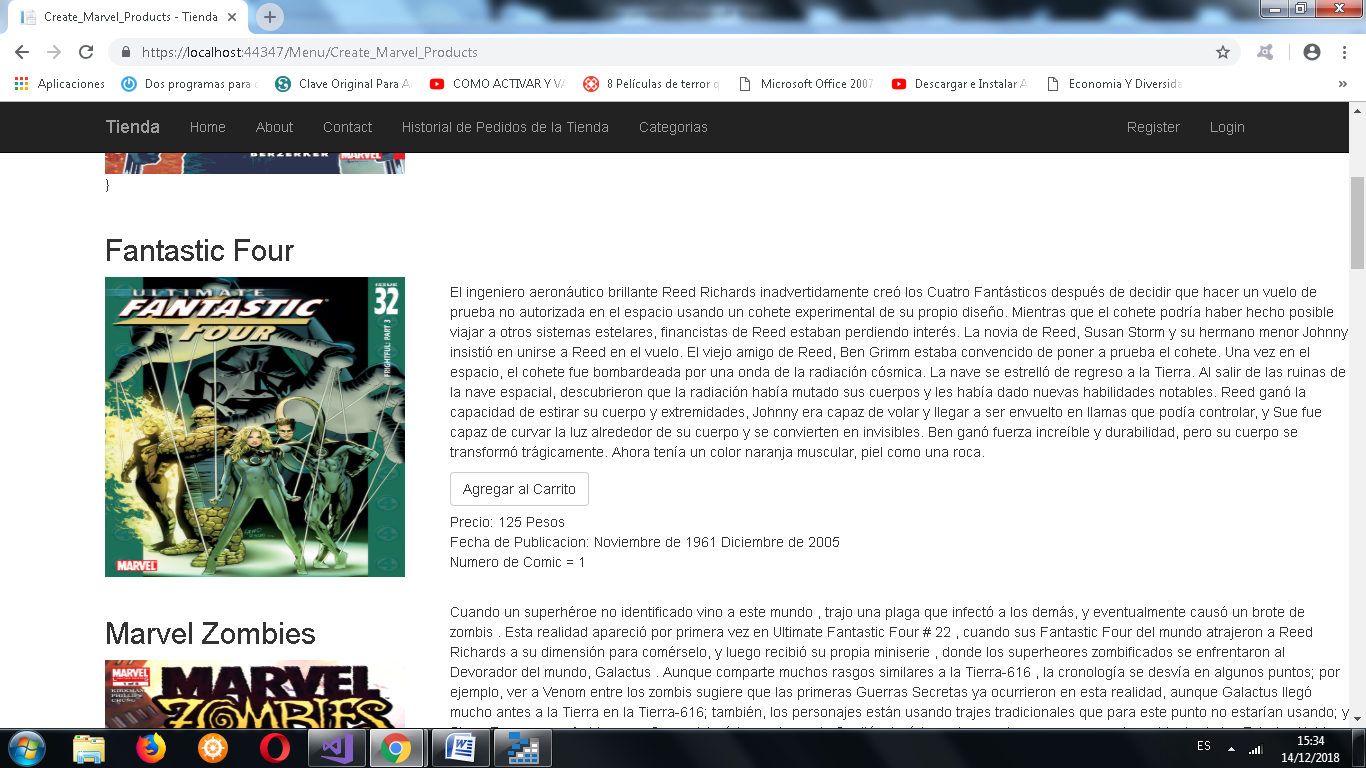 Create_Marvel_Products - Tienda
https://localhost:44347/Menu/Create_Marvel_Products
Aplicaciones
Dos programas para
Clave Original Para A
COMO ACTIVAR Y VA
8 Películas de terror q
Microsoft Office 2007
Descargar e Instalar A
Economia Y Diversida
»
Tienda
Home
About
Contact
Historial de Pedidos de la Tienda
Categorias
Register
Login
BERZERKER
MARVEL
}
Fantastic Four
ULTIMATE
FANTASTIC
FOUR
ISSUE
32
FRIGHTFUL: PART 3
MARVEL
El ingeniero aeronáutico brillante Reed Richards inadvertidamente creó los Cuatro Fantásticos después de decidir que hacer un vuelo de
prueba no autorizada en el espacio usando un cohete experimental de su propio diseño. Mientras que el cohete podría haber hecho posible
viajar a otros sistemas estelares, financistas de Reed estaban perdiendo interés. La novia de Reed, Susan Storm y su hermano menor Johnny
insistió en unirse a Reed en el vuelo. El viejo amigo de Reed, Ben Grimm estaba convencido de poner a prueba el cohete. Una vez en el
espacio, el cohete fue bombardeada por una onda de la radiación cósmica. La nave se estrelló de regreso a la Tierra. Al salir de las ruinas de
la nave espacial, descubrieron que la radiación había mutado sus cuerpos y les había dado nuevas habilidades notables. Reed ganó la
capacidad de estirar su cuerpo y extremidades, Johnny era capaz de volar y llegar a ser envuelto en llamas que podía controlar, y Sue fue
capaz de curvar la luz alrededor de su cuerpo y se convierten en invisibles. Ben ganó fuerza increíble y durabilidad, pero su cuerpo se
transformó trágicamente. Ahora tenía un color naranja muscular, piel como una roca.
Agregar al Carrito
Precio: 125 Pesos
Fecha de Publicacion: Noviembre de 1961 Diciembre de 2005
Numero de Comic = 1
Marvel Zombies
MARVEL
KIRKMAN
PHILLIPS
CHUNG
MARVEL
ZOMBIES
Cuando un superhéroe no identificado vino a este mundo , trajo una plaga que infectó a los demás, y eventualmente causó un brote de
zombis . Esta realidad apareció por primera vez en Ultimate Fantastic Four # 22 , cuando sus Fantastic Four del mundo atrajeron a Reed
Richards a su dimensión para comérselo, y luego recibió su propia miniserie , donde los superheores zombificados se enfrentaron al
Devorador del mundo, Galactus . Aunque comparte muchos rasgos similares a la Tierra-616 , la cronología se desvía en algunos puntos; por
ejemplo, ver a Venom entre los zombis sugiere que las primeras Guerras Secretas ya ocurrieron en esta realidad, aunque Galactus llegó
mucho antes a la Tierra en la Tierra-616; también, los personajes están usando trajes tradicionales que para este punto no estarían usando; y
ES
15:34
14/12/2018